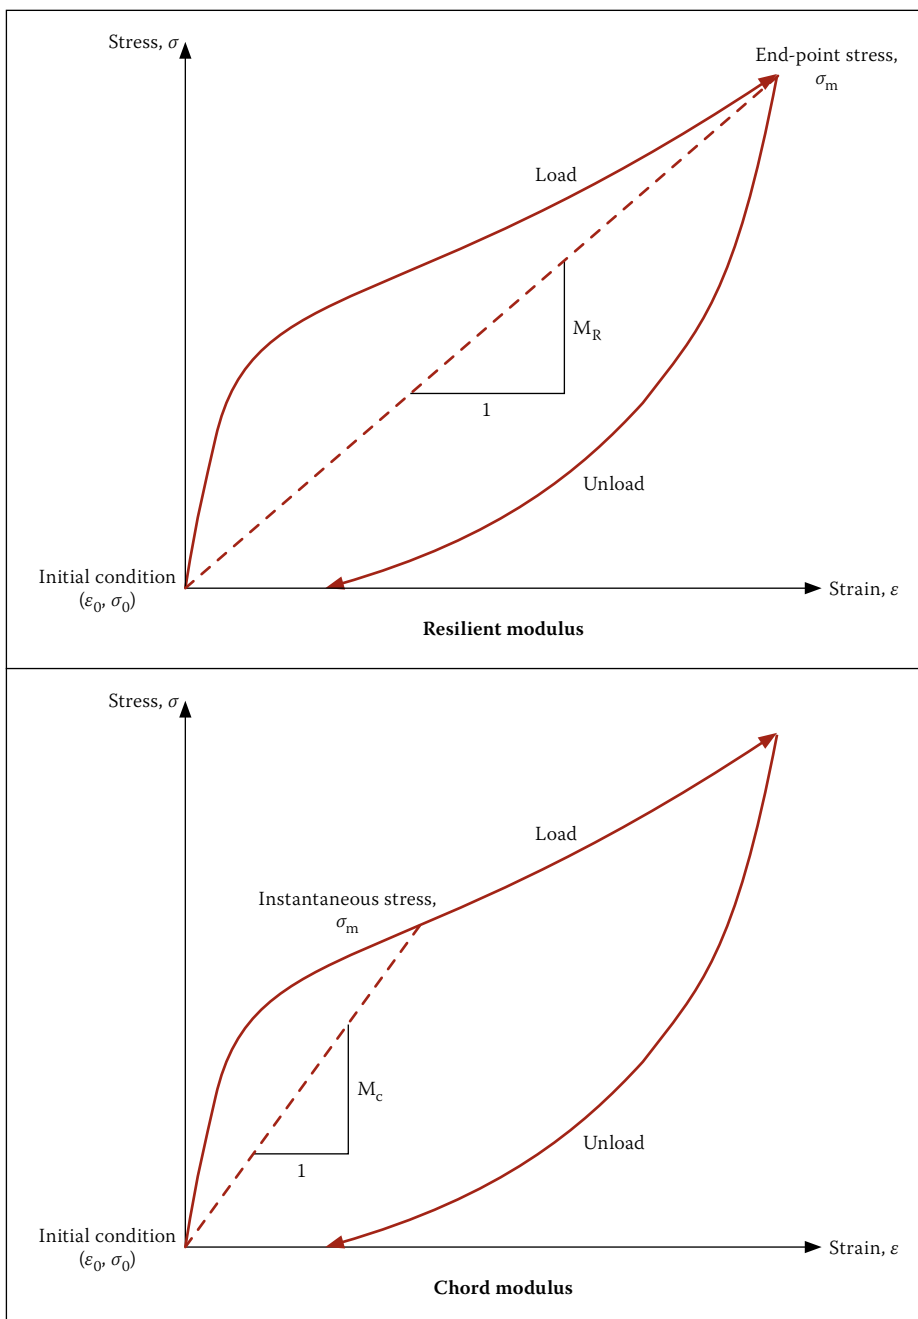 Stress, σ
End-point stress,
σm
Load
MR
1
Unload
Initial condition
(ε0, σ0)
Strain, ε
Resilient modulus
Stress, σ
Load
Instantaneous stress,
σm
Mc
1
Unload
Initial condition
(ε0, σ0)
Strain, ε
Chord modulus